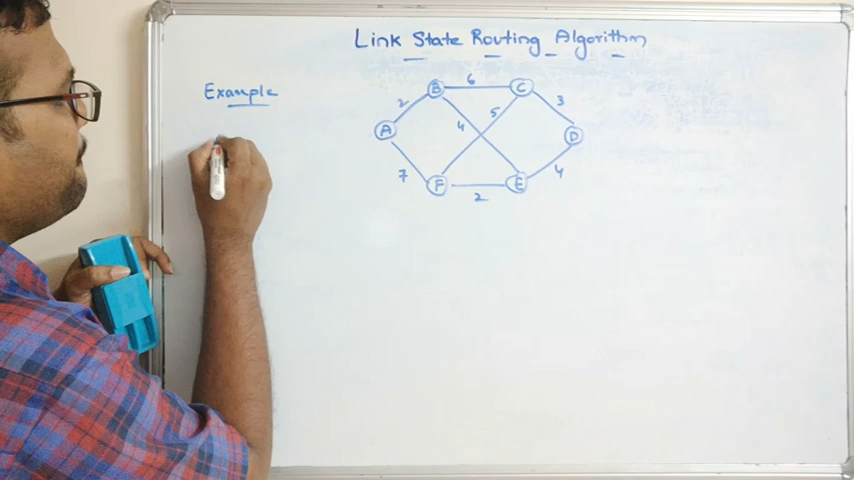 Link State Routing Algorithm
Example
B 6 C
2 5 3
A 4 D
7 F E 4
2